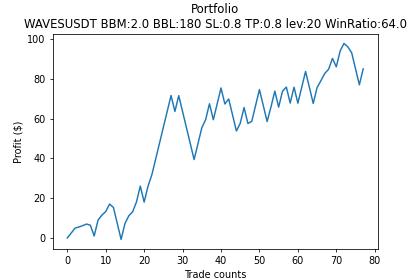 Portfolio
WAVESUSDT BBM:2.0 BBL:180 SL:0.8 TP:0.8 lev:20 WinRatio:64.0
100
80
60
40
20
0
Profit ($)
0 10 20 30 40 50 60 70 80
Trade counts